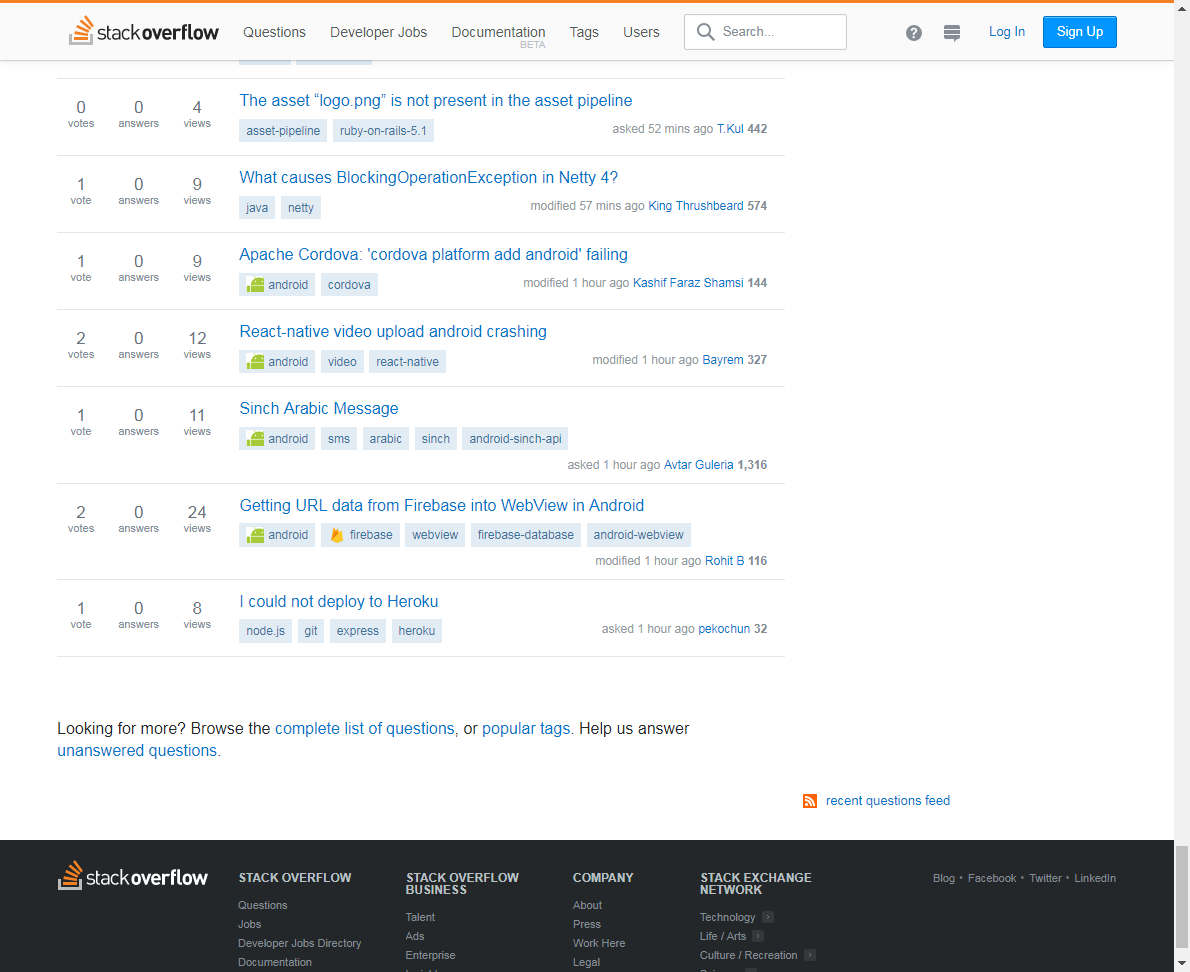 stackoverflow Questions Developer Jobs Documentation Tags Users Search... ? Log In Sign Up
BETA
0 0 4 The asset “logo.png” is not present in the asset pipeline
votes answers views
asset-pipeline ruby-on-rails-5.1 asked 52 mins ago T.Kul 442
1 0 9 What causes BlockingOperationException in Netty 4?
vote answers views
java netty modified 57 mins ago King Thrushbeard 574
1 0 9 Apache Cordova: 'cordova platform add android' failing
vote answers views
android cordova modified 1 hour ago Kashif Faraz Shamsi 144
2 0 12 React-native video upload android crashing
votes answers views
android video react-native modified 1 hour ago Bayrem 327
1 0 11 Sinch Arabic Message
vote answers views
android sms arabic sinch android-sinch-api
asked 1 hour ago Avtar Guleria 1,316
2 0 24 Getting URL data from Firebase into WebView in Android
votes answers views
android firebase webview firebase-database android-webview
modified 1 hour ago Rohit B 116
1 0 8 I could not deploy to Heroku
vote answers views
node.js git express heroku asked 1 hour ago pekochun 32
Looking for more? Browse the complete list of questions, or popular tags. Help us answer
unanswered questions.
recent questions feed
stackoverflow STACK OVERFLOW STACK OVERFLOW COMPANY STACK EXCHANGE Blog • Facebook • Twitter • LinkedIn
BUSINESS NETWORK
Questions About
Talent Technology
Jobs Press
Ads Life / Arts
Developer Jobs Directory Work Here
Enterprise Culture / Recreation
Documentation Legal